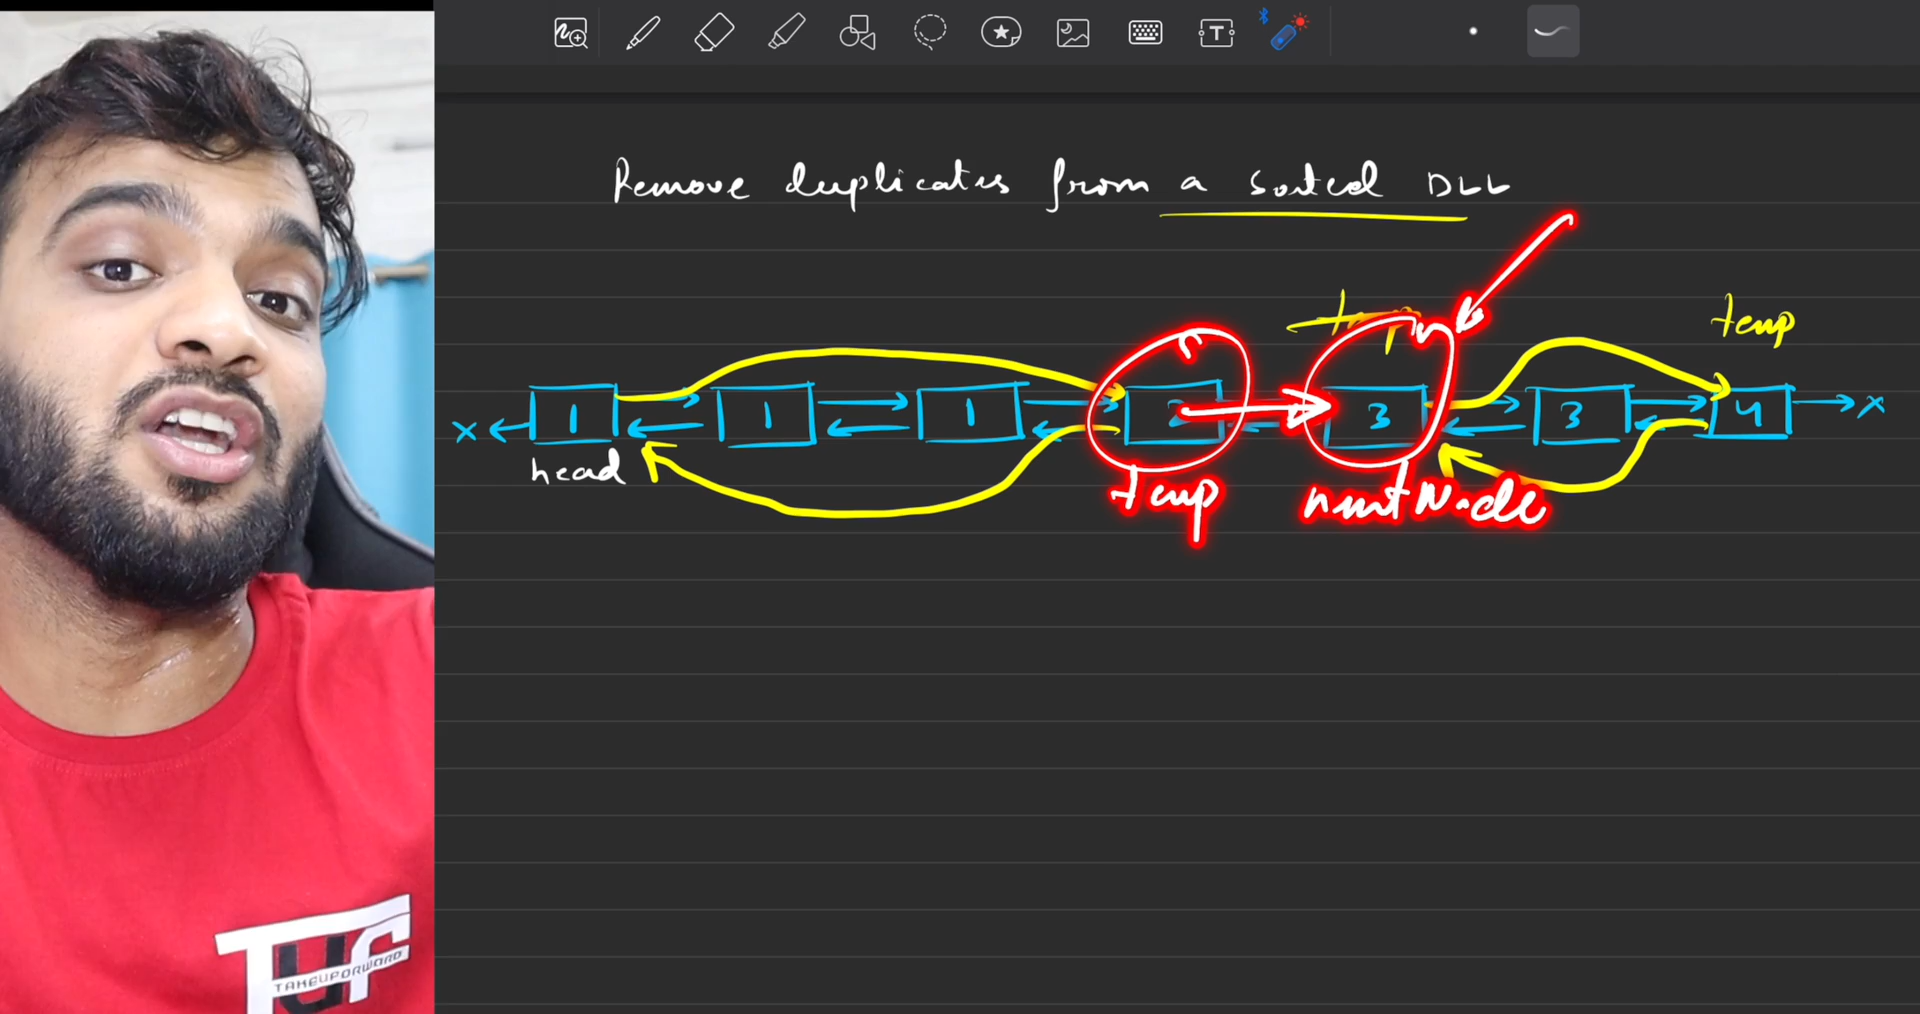 Remove duplicates from a sorted DLL
temp temp
x 1 1 1 2 3 3 4 x
head temp nextNode
TUF
TAKEUFORWARD